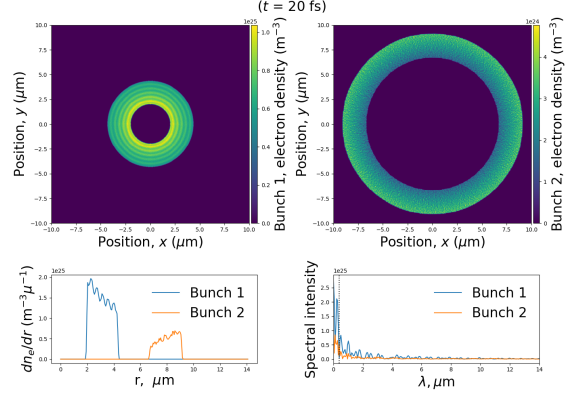 (t = 20 fs)
1e25
1e24
10.0
7.5
5.0
2.5
0.0
−2.5
−5.0
−7.5
−10.0
Position, y (μm)
−10.0 −7.5 −5.0 −2.5 0.0 2.5 5.0 7.5 10.0
Position, x (μm)
1.0
0.8
0.6
0.4
0.2
0.0
Bunch 1, electron density (m⁻³)
10.0
7.5
5.0
2.5
0.0
−2.5
−5.0
−7.5
−10.0
Position, y (μm)
−10.0 −7.5 −5.0 −2.5 0.0 2.5 5.0 7.5 10.0
Position, x (μm)
4
3
2
1
0
Bunch 2, electron density (m⁻³)
1e25
2.0
1.5
1.0
0.5
0.0
dnₑ/dr (m⁻³μ⁻¹)
Bunch 1
Bunch 2
0 2 4 6 8 10 12 14
r, μm
1e25
2.5
2.0
1.5
1.0
0.5
0.0
Spectral intensity
Bunch 1
Bunch 2
0 2 4 6 8 10 12 14
λ, μm